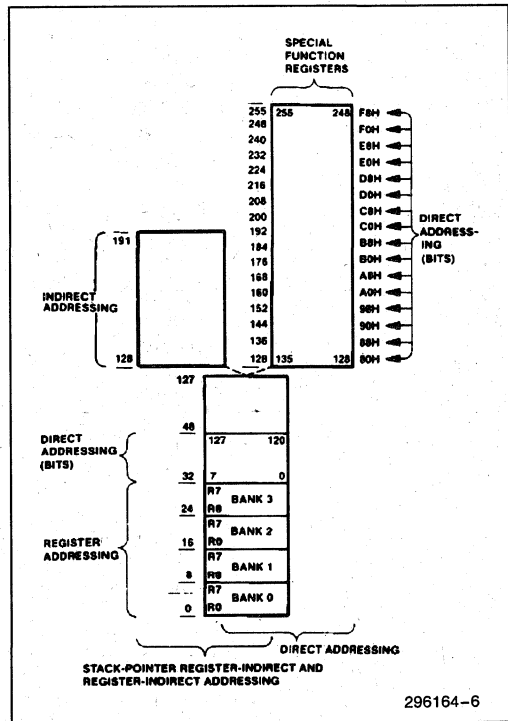 SPECIAL
FUNCTION
REGISTERS
255
248
240
232
224
216
208
200
192
184
176
168
160
152
144
136
128
255 248
135 128
F8H
F0H
E8H
E0H
D8H
D0H
C8H
C0H
B8H
B0H
A8H
A0H
98H
90H
88H
80H
DIRECT
ADDRESS-
ING
(BITS)
191
INDIRECT
ADDRESSING
128
127
48
DIRECT
ADDRESSING
(BITS)
127 120
7 0
32
R7
BANK 3
24 R0
REGISTER
ADDRESSING
R7
BANK 2
16 R0
R7
BANK 1
8 R0
R7
BANK 0
0 R0
DIRECT ADDRESSING
STACK-POINTER REGISTER-INDIRECT AND
REGISTER-INDIRECT ADDRESSING
296164-6